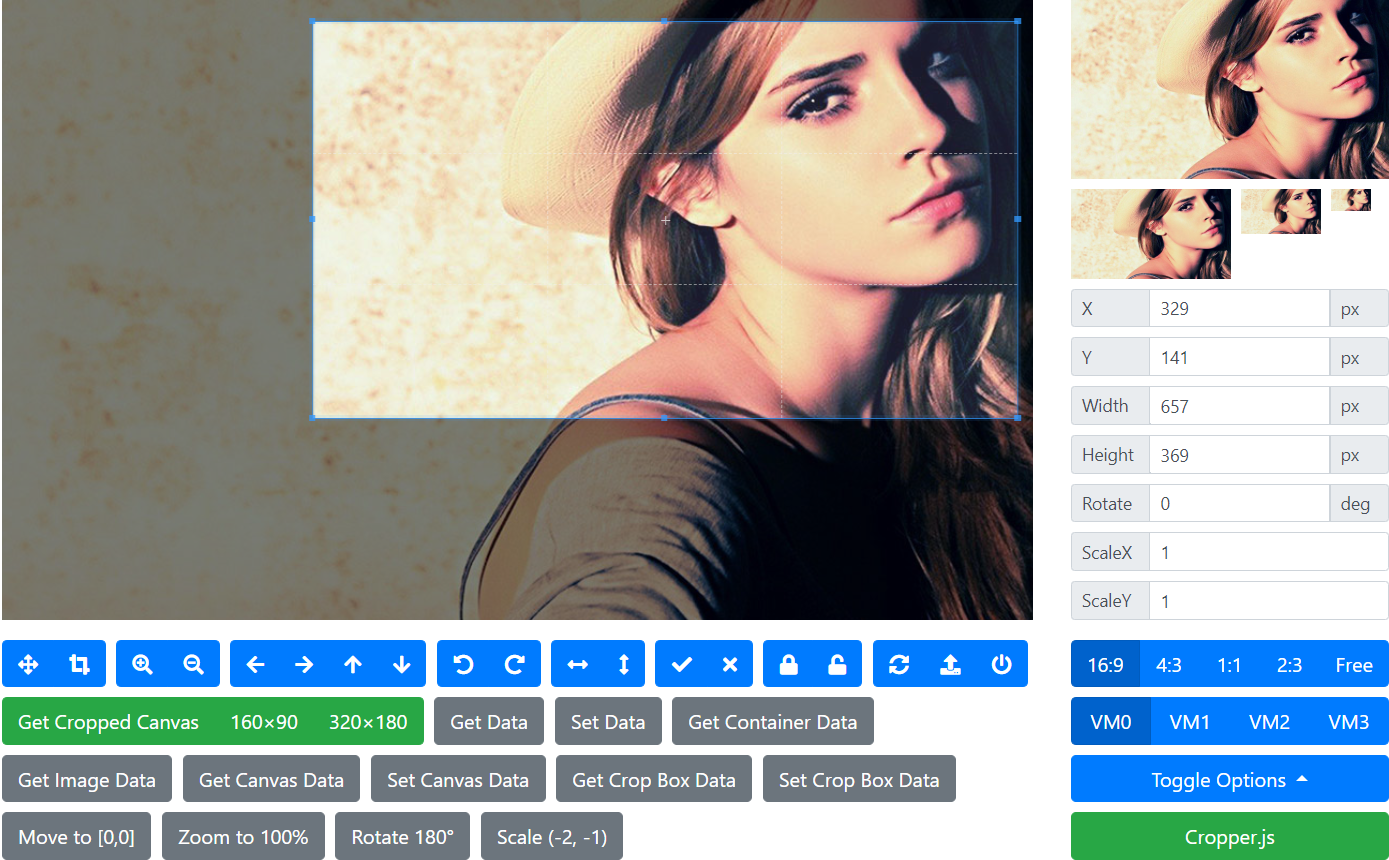 X 329 px
Y 141 px
Width 657 px
Height 369 px
Rotate 0 deg
ScaleX 1
ScaleY 1
16:9 4:3 1:1 2:3 Free
Get Cropped Canvas 160×90 320×180 Get Data Set Data Get Container Data
VM0 VM1 VM2 VM3
Get Image Data Get Canvas Data Set Canvas Data Get Crop Box Data Set Crop Box Data
Toggle Options
Move to [0,0] Zoom to 100% Rotate 180° Scale (-2, -1)
Cropper.js